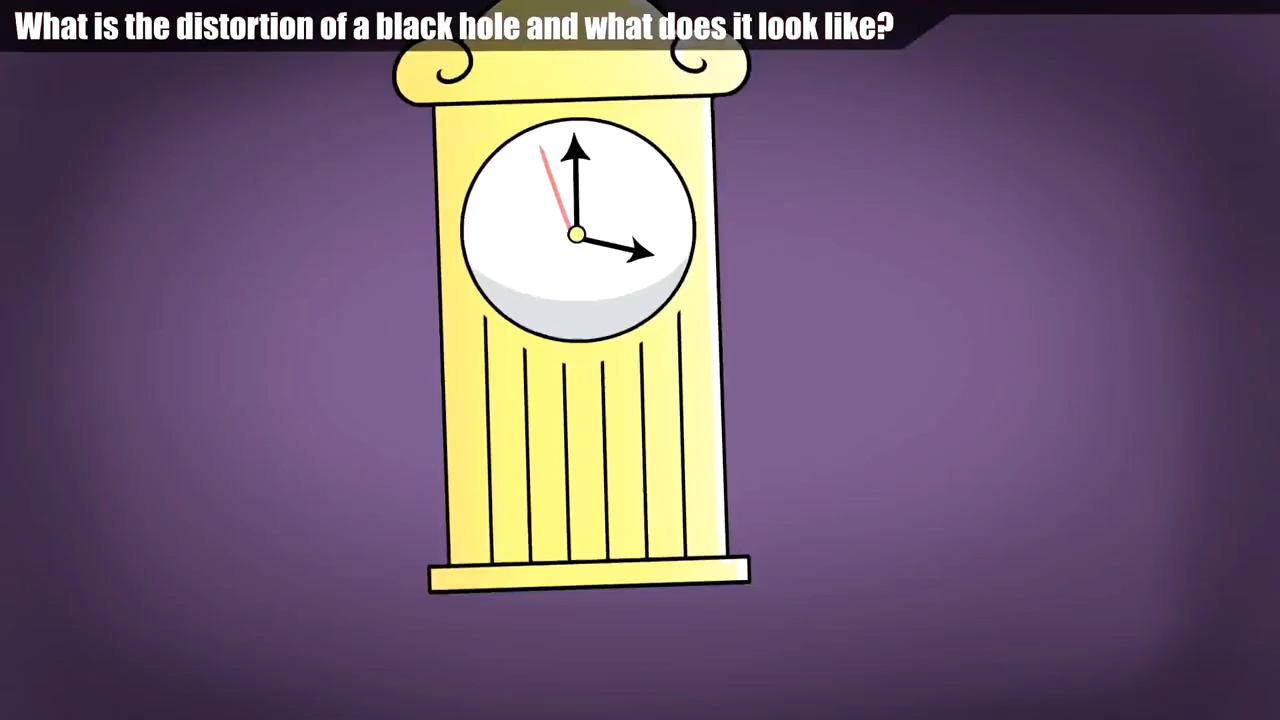 What is the distortion of a black hole and what does it look like?